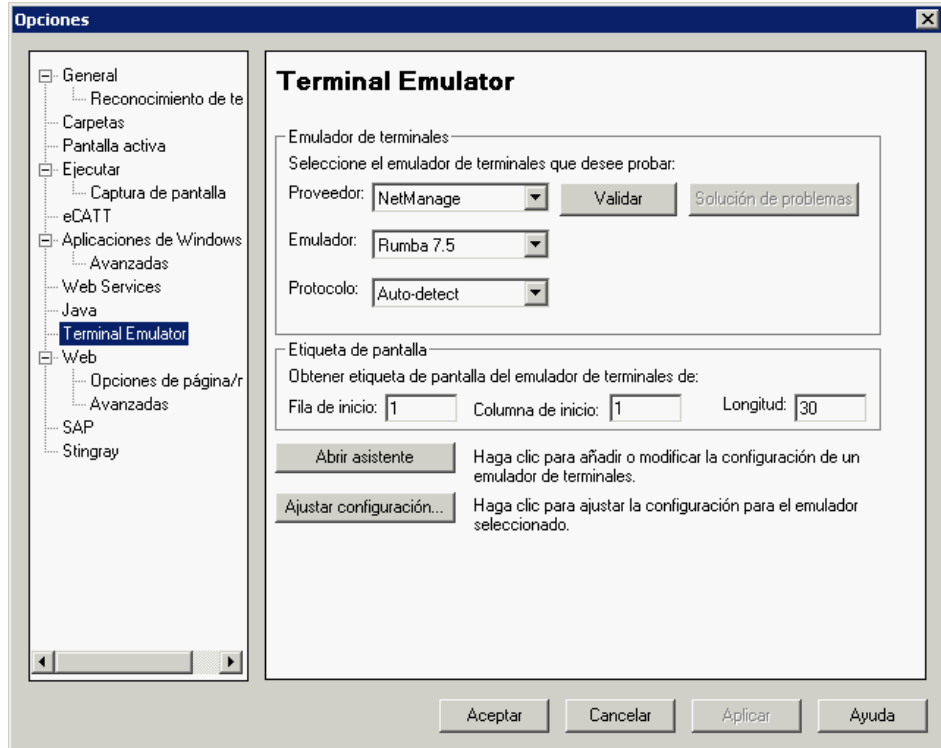 Opciones
General
Reconocimiento de te
Carpetas
Pantalla activa
Ejecutar
Captura de pantalla
eCATT
Aplicaciones de Windows
Avanzadas
Web Services
Java
Terminal Emulator
Web
Opciones de página/r
Avanzadas
SAP
Stingray
Terminal Emulator
Emulador de terminales
Seleccione el emulador de terminales que desee probar:
Proveedor: NetManage Validar Solución de problemas
Emulador: Rumba 7.5
Protocolo: Auto-detect
Etiqueta de pantalla
Obtener etiqueta de pantalla del emulador de terminales de:
Fila de inicio: 1 Columna de inicio: 1 Longitud: 30
Abrir asistente Haga clic para añadir o modificar la configuración de un
emulador de terminales.
Ajustar configuración... Haga clic para ajustar la configuración para el emulador
seleccionado.
Aceptar Cancelar Aplicar Ayuda